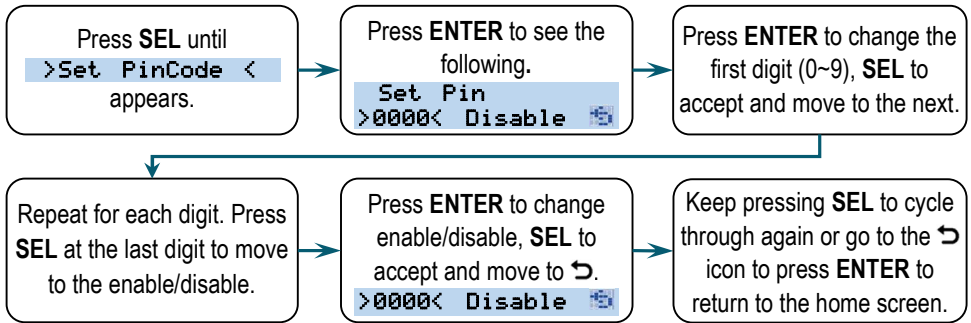 Press SEL until
>Set PinCode <
appears.
Press ENTER to see the
following.
Set Pin
>0000< Disable ⮌
Press ENTER to change the
first digit (0~9), SEL to
accept and move to the next.
Repeat for each digit. Press
SEL at the last digit to move
to the enable/disable.
Press ENTER to change
enable/disable, SEL to
accept and move to ⮌.
>0000< Disable ⮌
Keep pressing SEL to cycle
through again or go to the ⮌
icon to press ENTER to
return to the home screen.